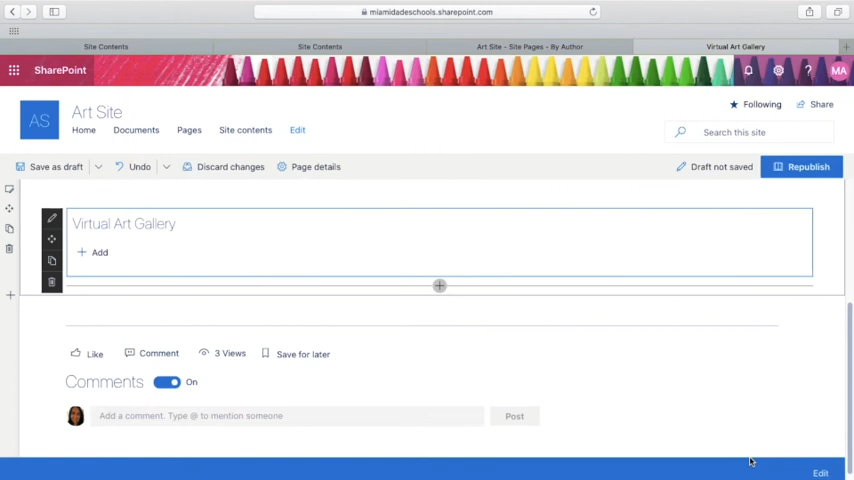 miamidadeschools.sharepoint.com
Site Contents
Site Contents
Art Site - Site Pages - By Author
Virtual Art Gallery
SharePoint
? MA
AS
Art Site
Following
Share
Home
Documents
Pages
Site contents
Edit
Search this site
Save as draft
Undo
Discard changes
Page details
Draft not saved
Republish
Virtual Art Gallery
+ Add
Like
Comment
3 Views
Save for later
Comments
On
Add a comment. Type @ to mention someone
Post
Edit